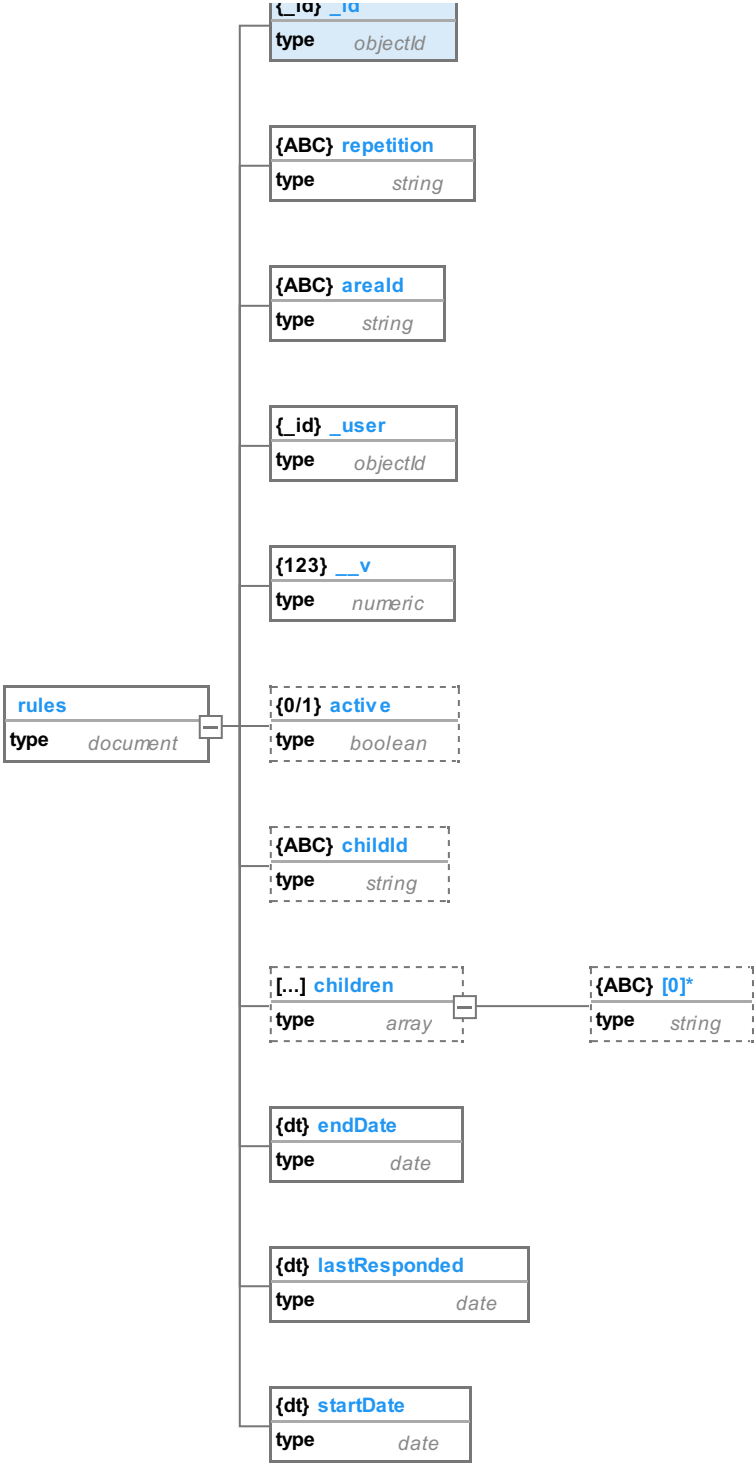 {_id} _id
type objectId
{ABC} repetition
type string
{ABC} areaId
type string
{_id} _user
type objectId
{123} __v
type numeric
rules
type document
{0/1} active
type boolean
{ABC} childId
type string
[...] children
type array
{ABC} [0]*
type string
{dt} endDate
type date
{dt} lastResponded
type date
{dt} startDate
type date